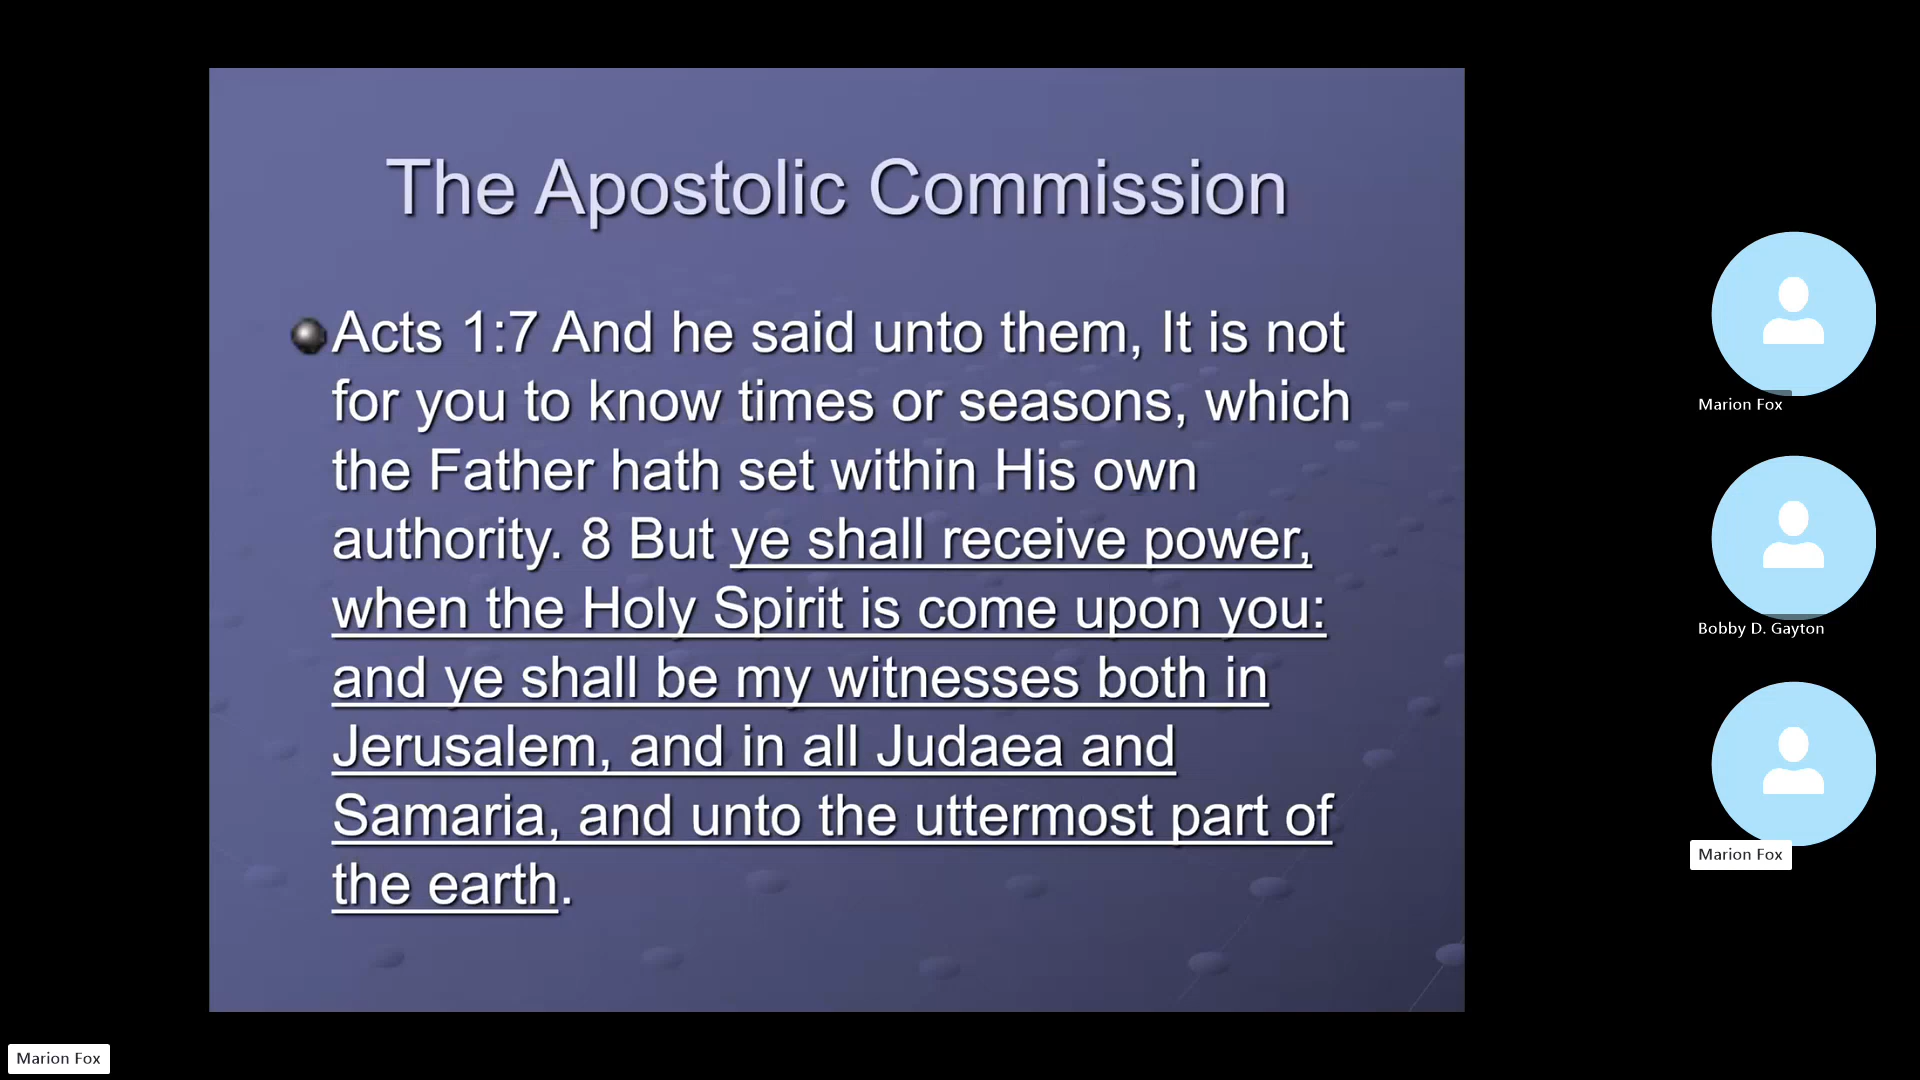 The Apostolic Commission
Acts 1:7 And he said unto them, It is not
for you to know times or seasons, which
the Father hath set within His own
authority. 8 But ye shall receive power,
when the Holy Spirit is come upon you:
and ye shall be my witnesses both in
Jerusalem, and in all Judaea and
Samaria, and unto the uttermost part of
the earth.
Marion Fox
Bobby D. Gayton
Marion Fox
Marion Fox